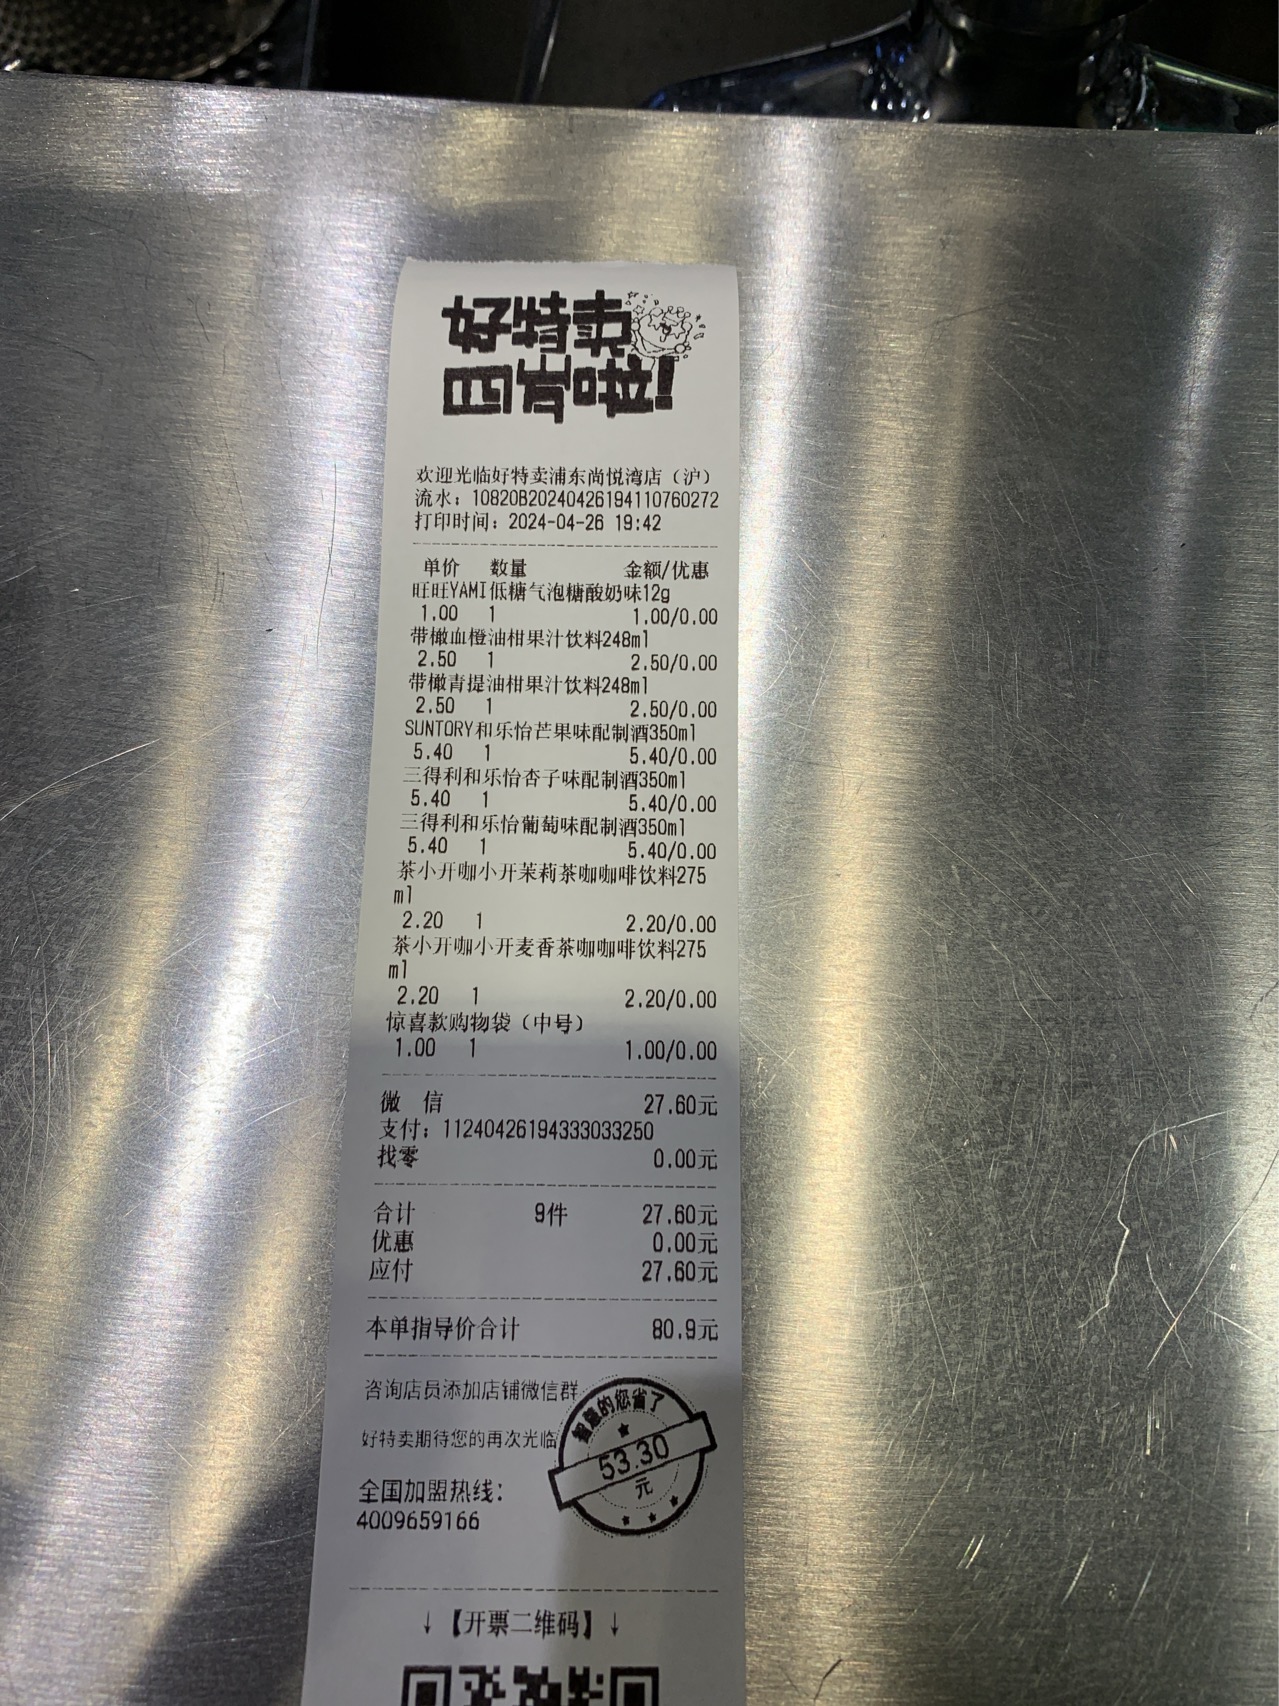 好特卖
欢迎光临好特卖浦东尚悦湾店（沪）
流水：10820B20240426194110760272
打印时间：2024-04-26 19:42
单价 数量 金额/优惠
旺旺YAMI低糖气泡糖酸奶味12g
1.00 1 1.00/0.00
带橄血橙油柑果汁饮料248ml
2.50 1 2.50/0.00
带橄青提油柑果汁饮料248ml
2.50 1 2.50/0.00
SUNTORY和乐怡芒果味配制酒350ml
5.40 1 5.40/0.00
三得利和乐怡杏子味配制酒350ml
5.40 1 5.40/0.00
三得利和乐怡葡萄味配制酒350ml
5.40 1 5.40/0.00
茶小开咖小开茉莉茶咖咖啡饮料275
ml
2.20 1 2.20/0.00
茶小开咖小开麦香茶咖咖啡饮料275
ml
2.20 1 2.20/0.00
惊喜款购物袋（中号）
1.00 1 1.00/0.00
微 信 27.60元
支付：11240426194333033250
找零 0.00元
合计 9件 27.60元
优惠 0.00元
应付 27.60元
本单指导价合计 80.9元
咨询店员添加店铺微信群
好特卖期待您的再次光临
智慧的您省了
53.30
元
全国加盟热线：
4009659166
↓【开票二维码】↓